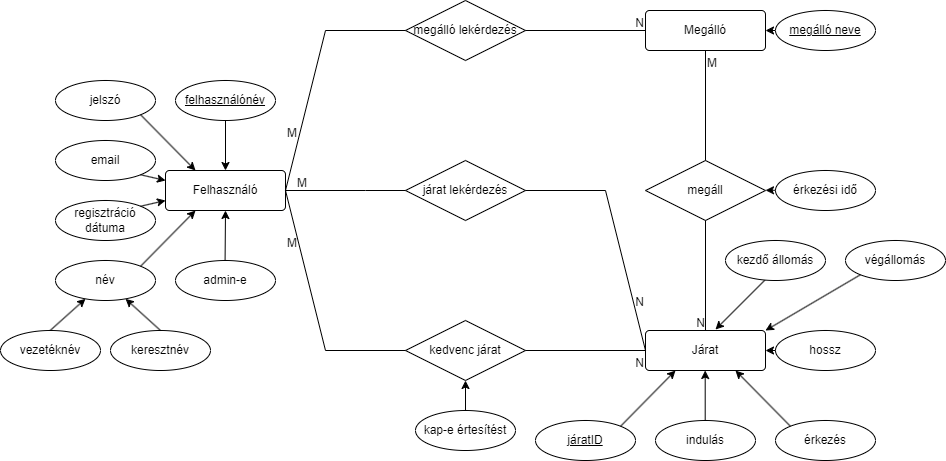 megálló lekérdezés
N
Megálló
megálló neve
M
jelszó
felhasználónév
M
email
Felhasználó
M
járat lekérdezés
megáll
érkezési idő
regisztráció
dátuma
M
név
admin-e
kezdő állomás
végállomás
N
N
vezetéknév
keresztnév
kedvenc járat
N
Járat
hossz
kap-e értesítést
járatID
indulás
érkezés